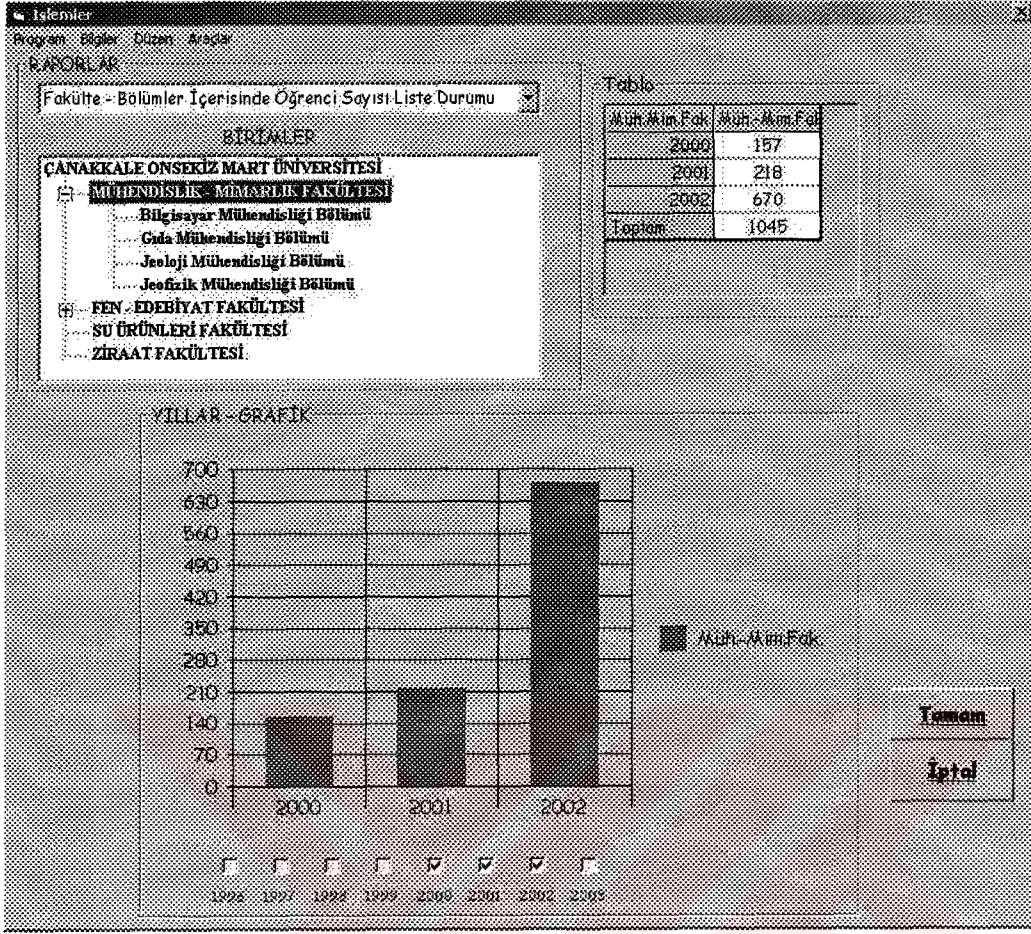 İşlemler
Program Bilgiler Düzen Araçlar
RAPORLAR
Fakülte - Bölümler İçerisinde Öğrenci Sayısı Liste Durumu
BİRİMLER
ÇANAKKALE ONSEKİZ MART ÜNİVERSİTESİ
MÜHENDİSLİK - MİMARLIK FAKÜLTESİ
Bilgisayar Mühendisliği Bölümü
Gıda Mühendisliği Bölümü
Jeoloji Mühendisliği Bölümü
Jeofizik Mühendisliği Bölümü
FEN - EDEBİYAT FAKÜLTESİ
SU ÜRÜNLERİ FAKÜLTESİ
ZİRAAT FAKÜLTESİ
Tablo
Müh.Mim.Fak Müh.-Mim.Fak
2000 157
2001 218
2002 670
Toplam 1045
YILLAR - GRAFİK
700
630
560
490
420
350
280
210
140
70
0
2000 2001 2002
Müh.-Mim.Fak.
Tamam
İptal
1996 1997 1998 1999 2000 2001 2002 2003